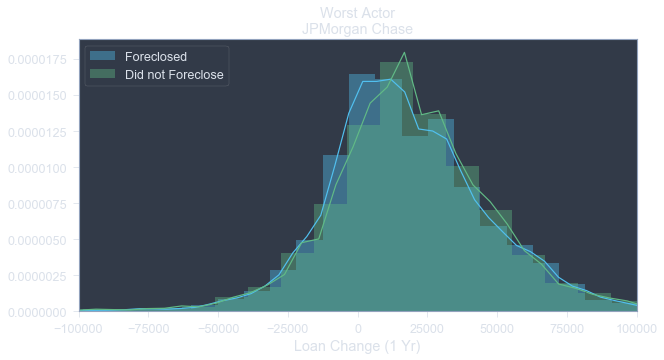 Worst Actor
JPMorgan Chase
Foreclosed
Did not Foreclose
0.0000175
0.0000150
0.0000125
0.0000100
0.0000075
0.0000050
0.0000025
0.0000000
−100000 −75000 −50000 −25000 0 25000 50000 75000 100000
Loan Change (1 Yr)